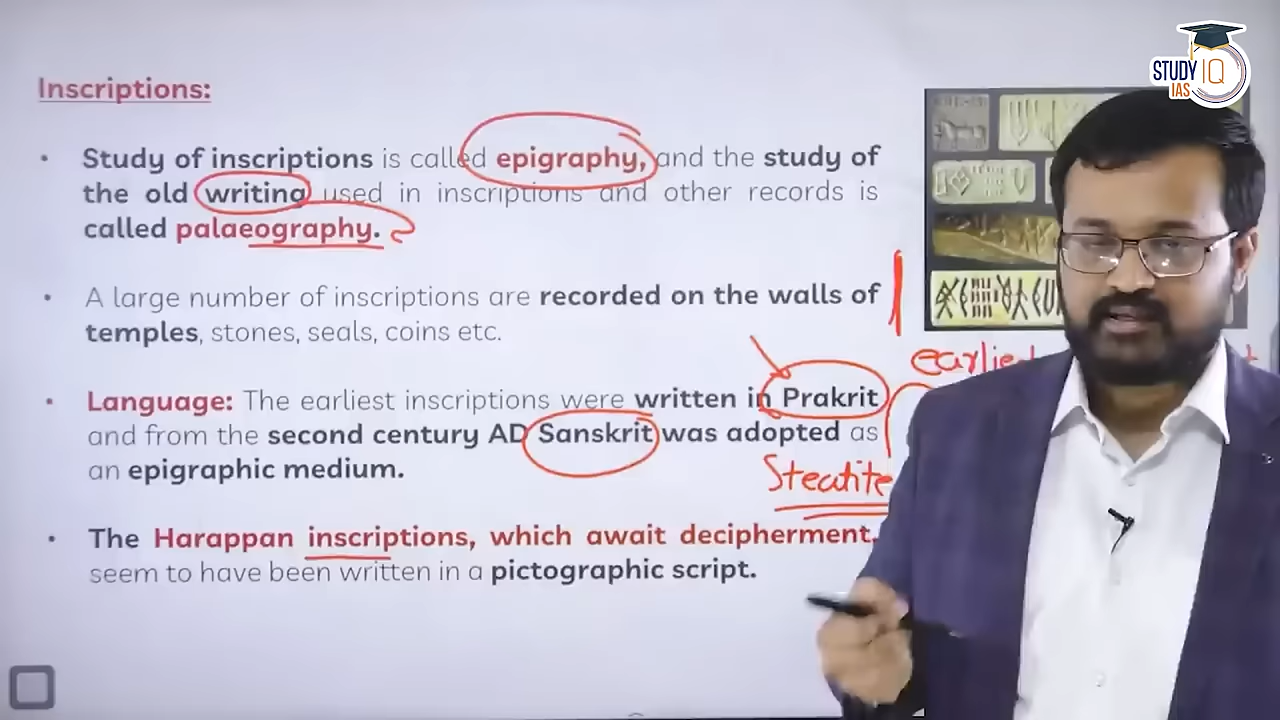 STUDY IQ
IAS
Inscriptions:
• Study of inscriptions is called epigraphy, and the study of
the old writing used in inscriptions and other records is
called palaeography.
• A large number of inscriptions are recorded on the walls of
temples, stones, seals, coins etc.
• Language: The earliest inscriptions were written in Prakrit
and from the second century AD Sanskrit was adopted as
an epigraphic medium.
Steatite
• The Harappan inscriptions, which await decipherment,
seem to have been written in a pictographic script.